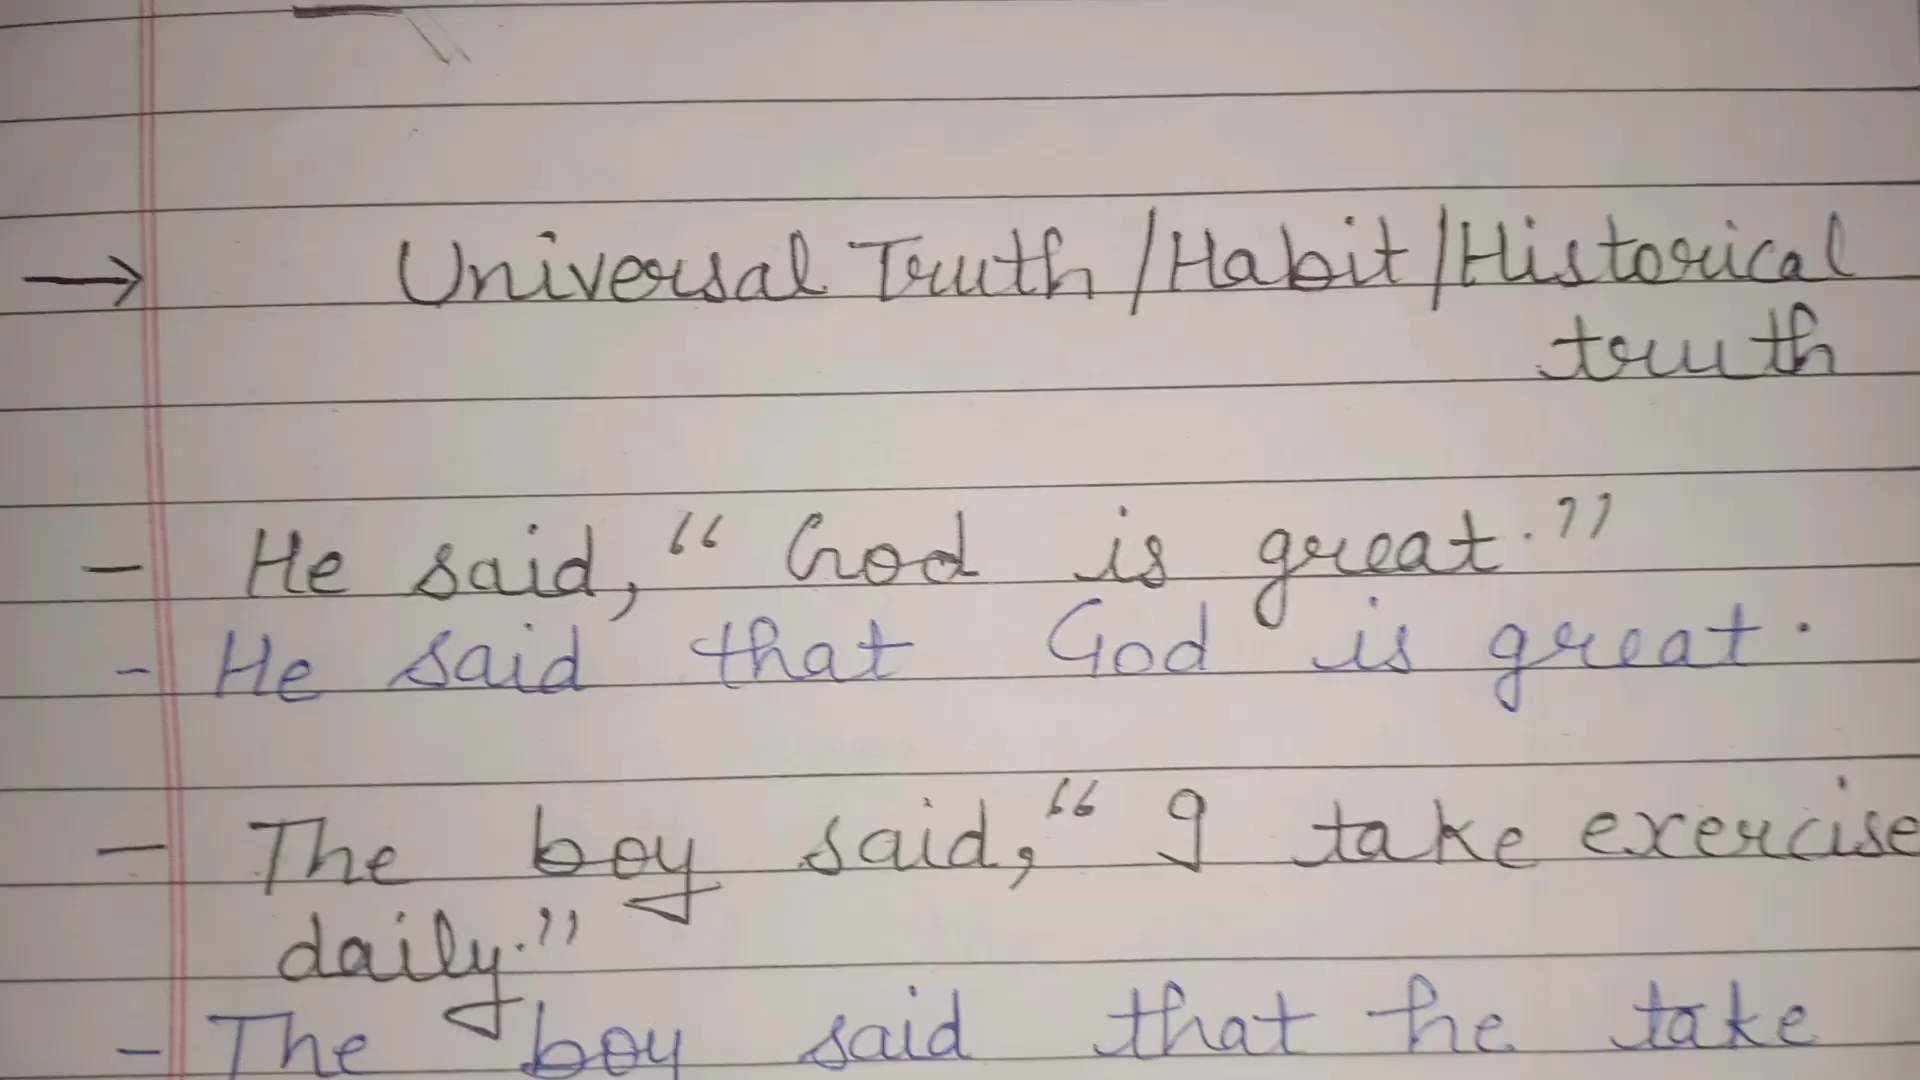 → Universal Truth /Habit/Historical
truth
- He said, “ God is great.”
- He said that God is great.
- The boy said, “ I take exercise
daily.”
- The boy said that he take